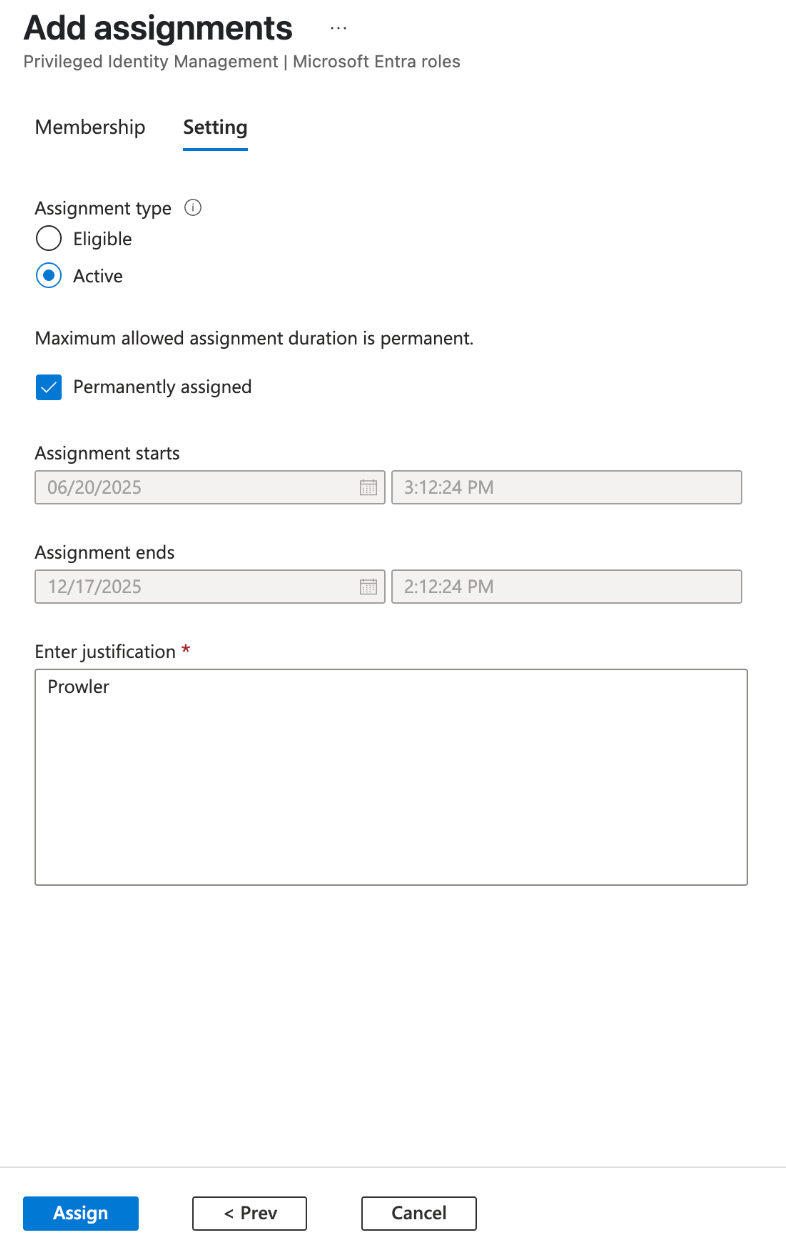 Add assignments ...
Privileged Identity Management | Microsoft Entra roles
Membership Setting
Assignment type
Eligible
Active
Maximum allowed assignment duration is permanent.
Permanently assigned
Assignment starts
06/20/2025 3:12:24 PM
Assignment ends
12/17/2025 2:12:24 PM
Enter justification *
Prowler
Assign < Prev Cancel